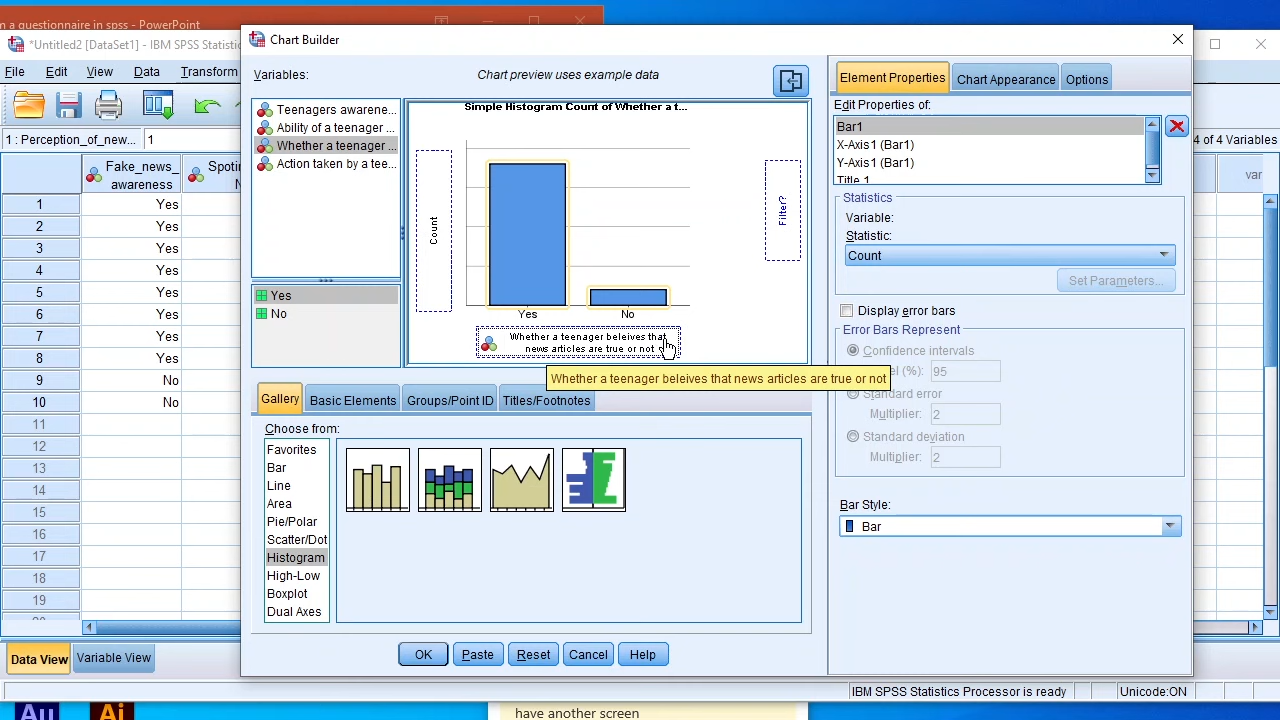 m a questionnaire in spss - PowerPoint
*Untitled2 [DataSet1] - IBM SPSS Statistic
Chart Builder
File Edit View Data Transform
1 : Perception_of_new... 1
4 of 4 Variables
Fake_news_
awareness
Spotin
N
var
1 Yes
2 Yes
3 Yes
4 Yes
5 Yes
6 Yes
7 Yes
8 Yes
9 No
10 No
11
12
13
14
15
16
17
18
19
Data View Variable View
Variables:
Chart preview uses example data
Teenagers awarene...
Ability of a teenager ...
Whether a teenager ...
Action taken by a tee...
Yes
No
Simple Histogram Count of Whether a t...
Count
Filter?
Yes No
Whether a teenager beleives that
news articles are true or not
Whether a teenager beleives that news articles are true or not
Gallery Basic Elements Groups/Point ID Titles/Footnotes
Choose from:
Favorites
Bar
Line
Area
Pie/Polar
Scatter/Dot
Histogram
High-Low
Boxplot
Dual Axes
OK Paste Reset Cancel Help
Element Properties Chart Appearance Options
Edit Properties of:
Bar1
X-Axis1 (Bar1)
Y-Axis1 (Bar1)
Title 1
Statistics
Variable:
Statistic:
Count
Set Parameters...
Display error bars
Error Bars Represent
Confidence intervals
el (%): 95
Standard error
Multiplier: 2
Standard deviation
Multiplier: 2
Bar Style:
Bar
IBM SPSS Statistics Processor is ready Unicode:ON
Au Ai
have another screen